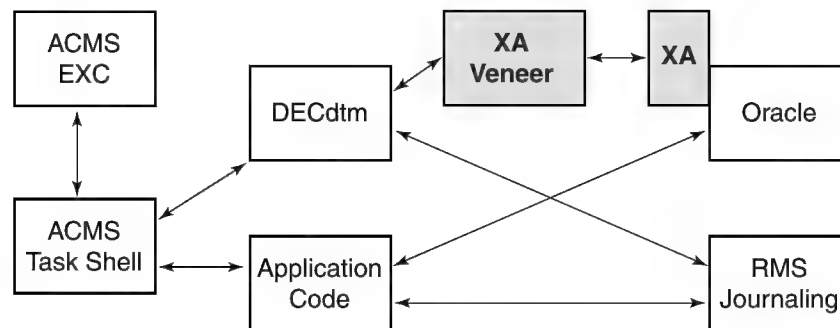 ACMS
EXC
XA
Veneer
XA
DECdtm
Oracle
ACMS
Task Shell
Application
Code
RMS
Journaling